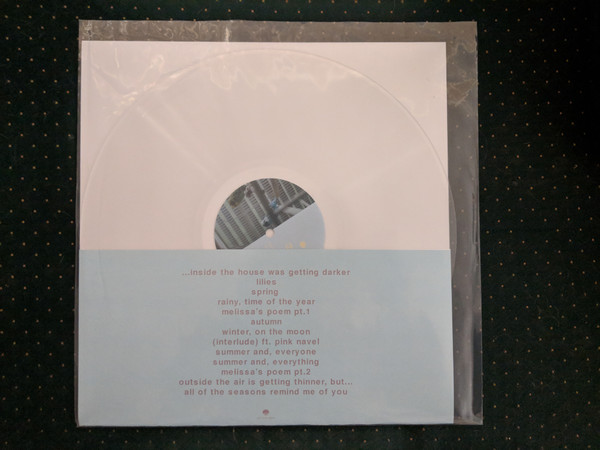 ...inside the house was getting darker
lilies
spring
rainy, time of the year
melissa's poem pt.1
autumn
winter, on the moon
(interlude) ft. pink navel
summer and, everyone
summer and, everything
melissa's poem pt.2
outside the air is getting thinner, but...
all of the seasons remind me of you